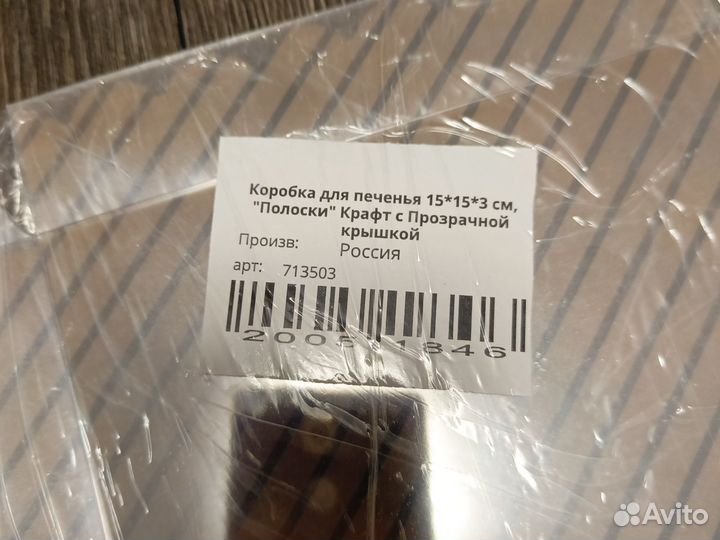 Коробка для печенья 15*15*3 см,
"Полоски" Крафт с Прозрачной
крышкой
Произв: Россия
арт: 713503
Avito